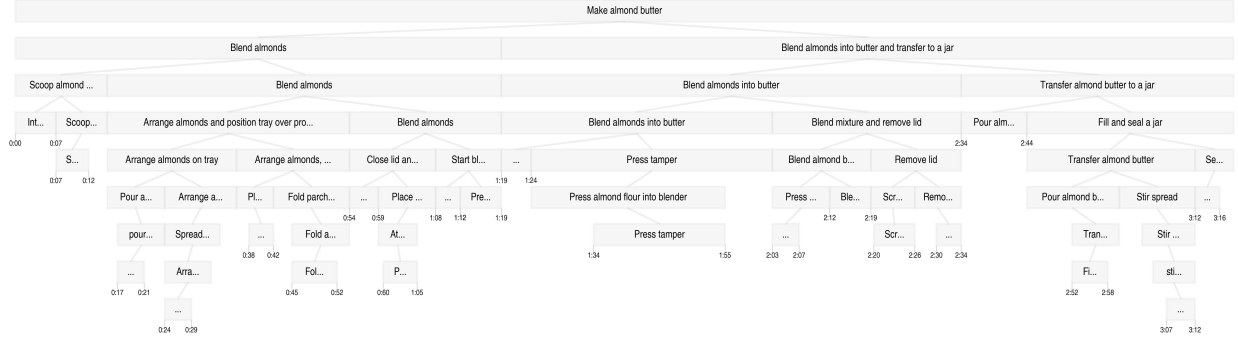 Make almond butter
Blend almonds Blend almonds into butter and transfer to a jar
Scoop almond ... Blend almonds Blend almonds into butter Transfer almond butter to a jar
Int... Scoop... Arrange almonds and position tray over pro... Blend almonds Blend almonds into butter Blend mixture and remove lid Pour alm... Fill and seal a jar
0:00 0:07 2:34 2:44
S... Arrange almonds on tray Arrange almonds, ... Close lid an... Start bl... ... Press tamper Blend almond b... Remove lid Transfer almond butter Se...
0:07 0:12 1:19 1:24
Pour a... Arrange a... Pl... Fold parch... ... Place ... ... Pre... Press almond flour into blender Press ... Ble... Scr... Remo... Pour almond b... Stir spread ...
0:54 0:59 1:08 1:12 1:19 2:12 2:19 3:12 3:16
pour... Spread... ... Fold a... At... Press tamper ... Scr... ... Tran... Stir ...
0:38 0:42 1:34 1:55 2:03 2:07 2:20 2:26 2:30 2:34
... Arra... Fol... P... Fi... sti...
0:17 0:21 0:45 0:52 0:60 1:05 2:52 2:58
... ...
0:24 0:29 3:07 3:12